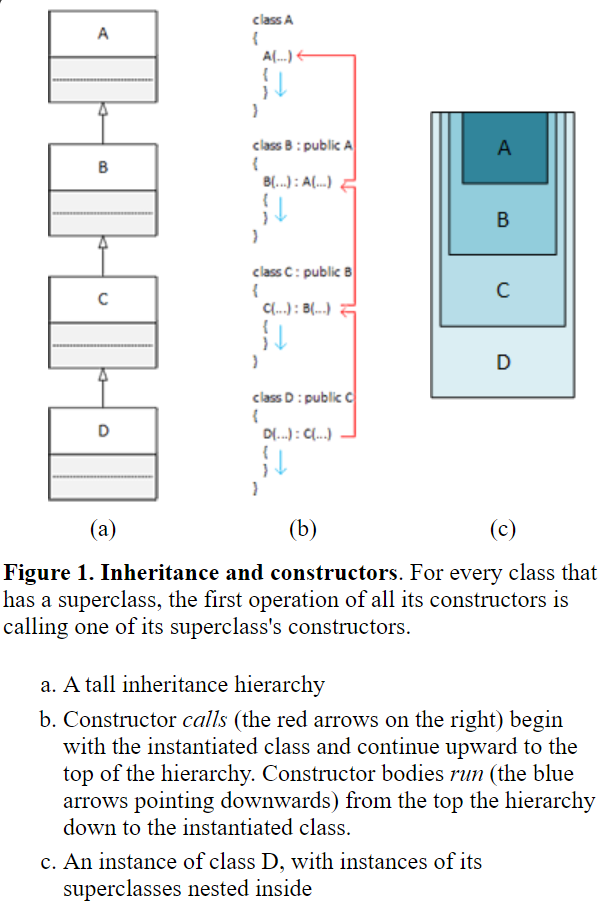 A
B
C
D
class A
{
A(...)
{
}
}
class B : public A
{
B(...) : A(...)
{
}
}
class C : public B
{
C(...) : B(...)
{
}
}
class D : public C
{
D(...) : C(...)
{
}
}
A
B
C
D
(a)
(b)
(c)
Figure 1. Inheritance and constructors. For every class that
has a superclass, the first operation of all its constructors is
calling one of its superclass's constructors.
a. A tall inheritance hierarchy
b. Constructor calls (the red arrows on the right) begin
with the instantiated class and continue upward to the
top of the hierarchy. Constructor bodies run (the blue
arrows pointing downwards) from the top the hierarchy
down to the instantiated class.
c. An instance of class D, with instances of its
superclasses nested inside